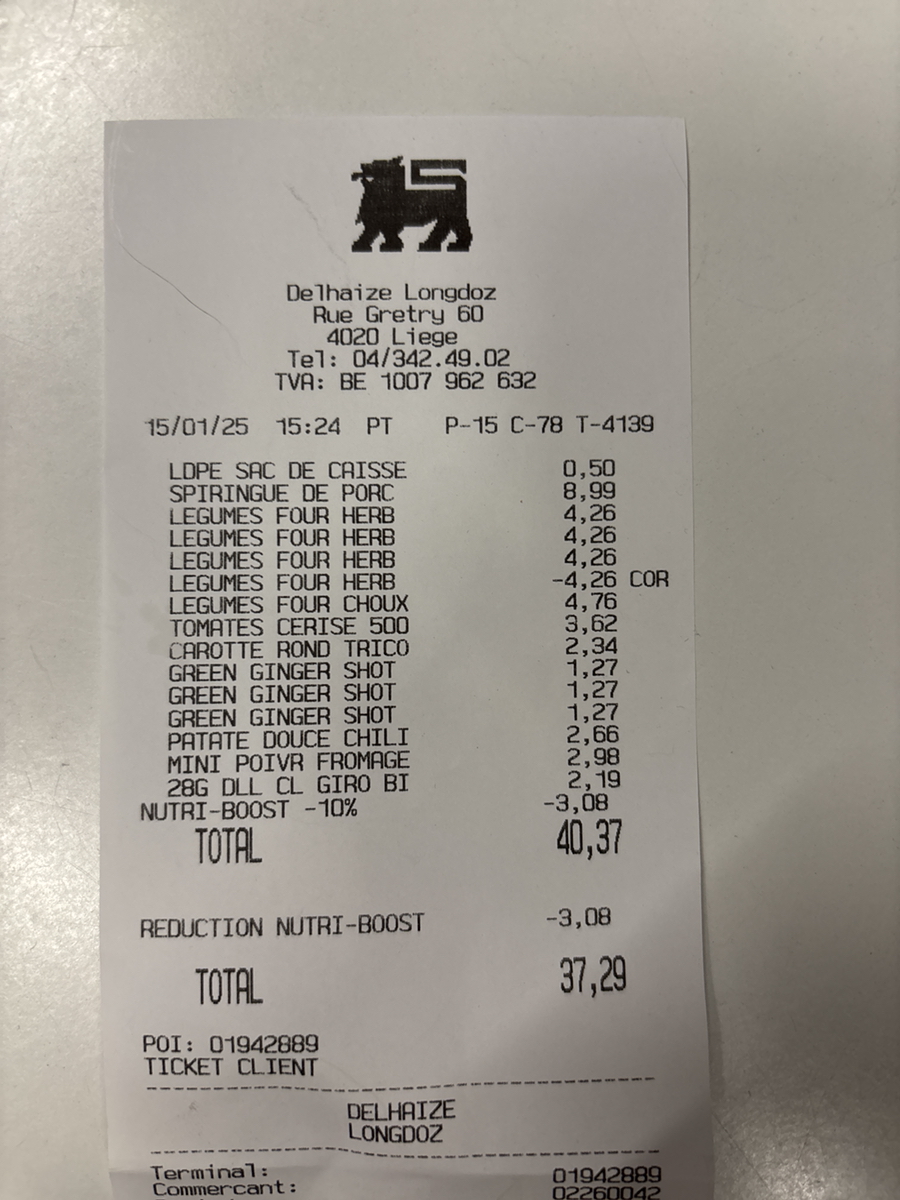 Delhaize Longdoz
Rue Gretry 60
4020 Liege
Tel: 04/342.49.02
TVA: BE 1007 962 632
15/01/25 15:24 PT P-15 C-78 T-4139
LDPE SAC DE CAISSE 0,50
SPIRINGUE DE PORC 8,99
LEGUMES FOUR HERB 4,26
LEGUMES FOUR HERB 4,26
LEGUMES FOUR HERB 4,26
LEGUMES FOUR HERB -4,26 COR
LEGUMES FOUR CHOUX 4,76
TOMATES CERISE 500 3,62
CAROTTE ROND TRICO 2,34
GREEN GINGER SHOT 1,27
GREEN GINGER SHOT 1,27
GREEN GINGER SHOT 1,27
PATATE DOUCE CHILI 2,66
MINI POIVR FROMAGE 2,98
28G DLL CL GIRO BI 2,19
NUTRI-BOOST -10% -3,08
TOTAL 40,37
REDUCTION NUTRI-BOOST -3,08
TOTAL 37,29
POI: 01942889
TICKET CLIENT
DELHAIZE
LONGDOZ
Terminal: 01942889
Commercant: 02260042